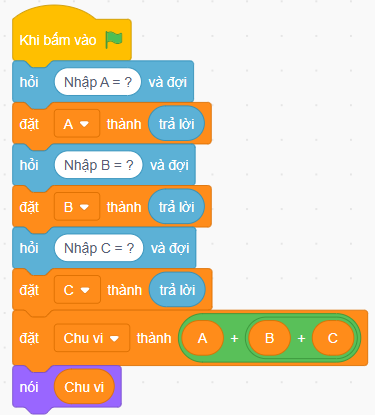 Khi bấm vào
hỏi Nhập A = ? và đợi
đặt A thành trả lời
hỏi Nhập B = ? và đợi
đặt B thành trả lời
hỏi Nhập C = ? và đợi
đặt C thành trả lời
đặt Chu vi thành A + B + C
nói Chu vi